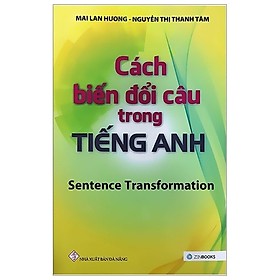 MAI LAN HƯƠNG - NGUYỄN THỊ THANH TÂM
Cách
biến đổi câu
trong
TIẾNG ANH
Sentence Transformation
NHÀ XUẤT BẢN ĐÀ NẴNG
ZENBOOKS